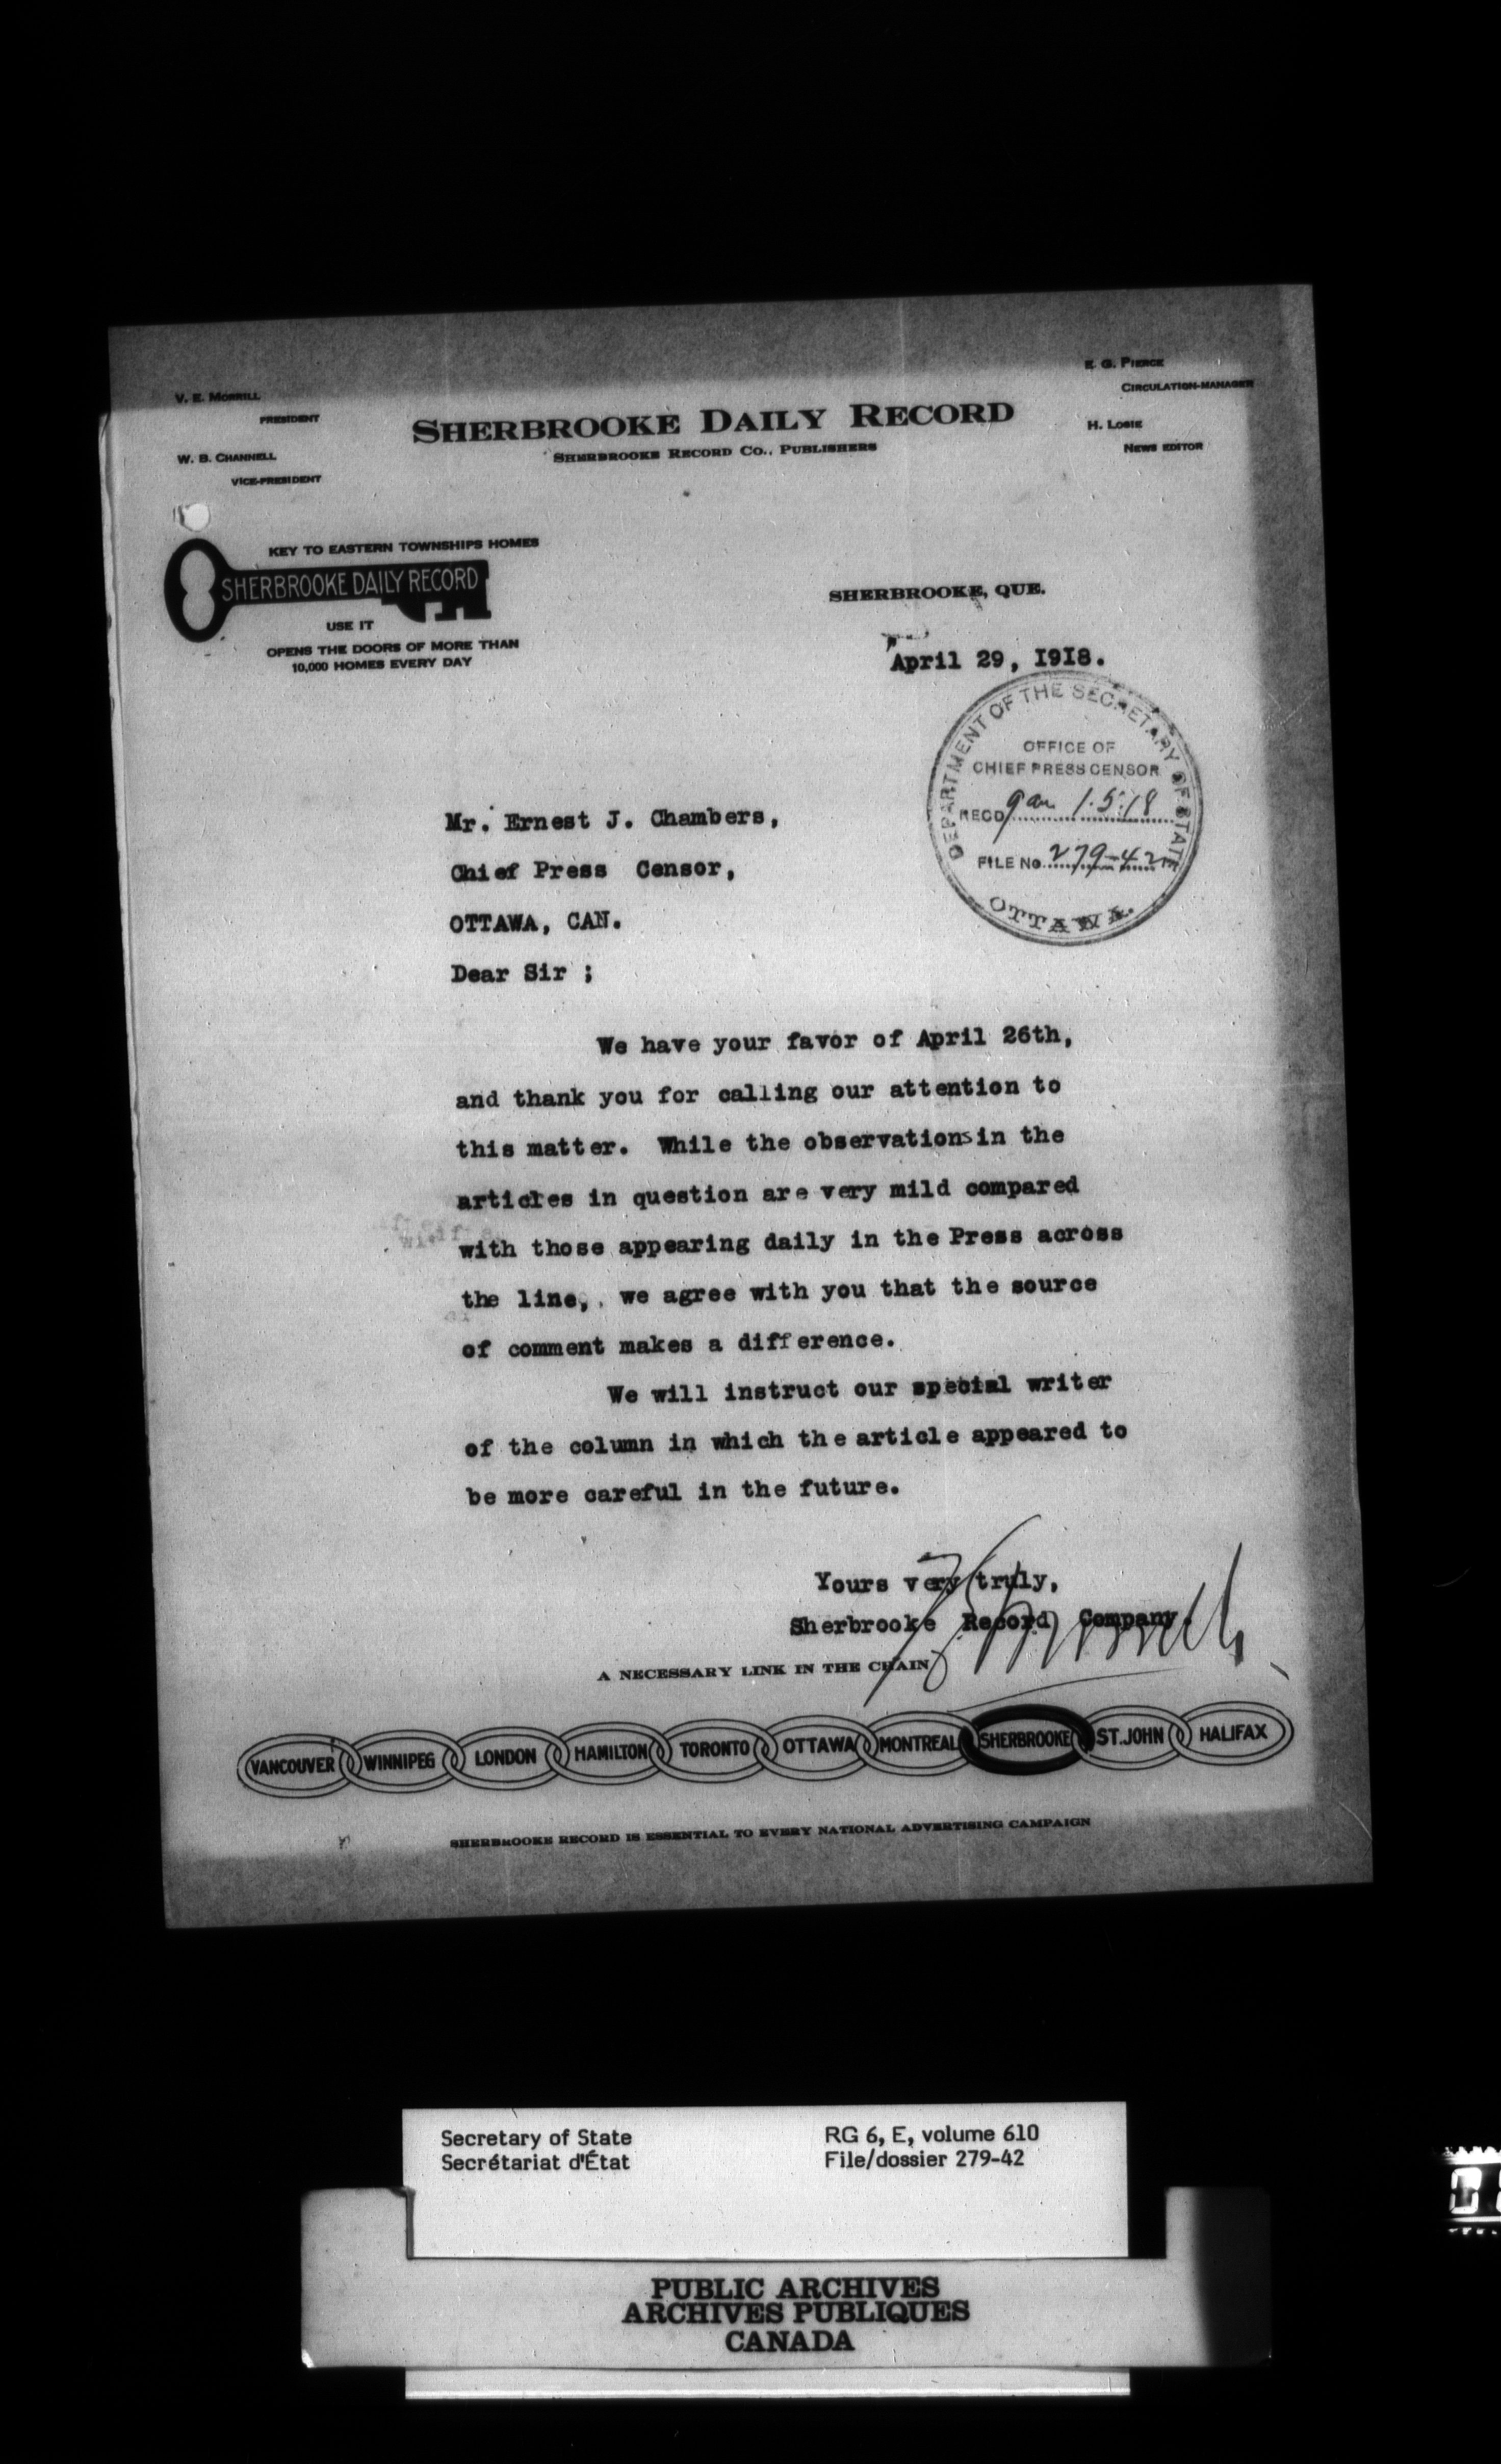 V. E. MORRILL
PRESIDENT
W. B. CHANNELL
VICE-PRESIDENT
SHERBROOKE DAILY RECORD
SHERBROOKE RECORD CO., PUBLISHERS
E. G. PIERCE
CIRCULATION-MANAGER
H. LOGIE
NEWS EDITOR
KEY TO EASTERN TOWNSHIPS HOMES
SHERBROOKE DAILY RECORD
USE IT
OPENS THE DOORS OF MORE THAN
10,000 HOMES EVERY DAY
SHERBROOKE, QUE.
April 29, I9I8.
DEPARTMENT OF THE SECRETARY OF STATE
OFFICE OF
CHIEF PRESS CENSOR
RECD 1.5.18
FILE No. 279-42
OTTAWA.
Mr. Ernest J. Chambers,
Chief Press Censor,
OTTAWA, CAN.
Dear Sir ;
We have your favor of April 26th,
and thank you for calling our attention to
this matter. While the observations in the
articles in question are very mild compared
with those appearing daily in the Press across
the line, we agree with you that the source
of comment makes a difference.
We will instruct our special writer
of the column in which the article appeared to
be more careful in the future.
Yours very truly,
Sherbrooke Record Company.
A NECESSARY LINK IN THE CHAIN
VANCOUVER WINNIPEG LONDON HAMILTON TORONTO OTTAWA MONTREAL SHERBROOKE ST. JOHN HALIFAX
SHERBROOKE RECORD IS ESSENTIAL TO EVERY NATIONAL ADVERTISING CAMPAIGN
Secretary of State
Secrétariat d'État
RG 6, E, volume 610
File/dossier 279-42
PUBLIC ARCHIVES
ARCHIVES PUBLIQUES
CANADA